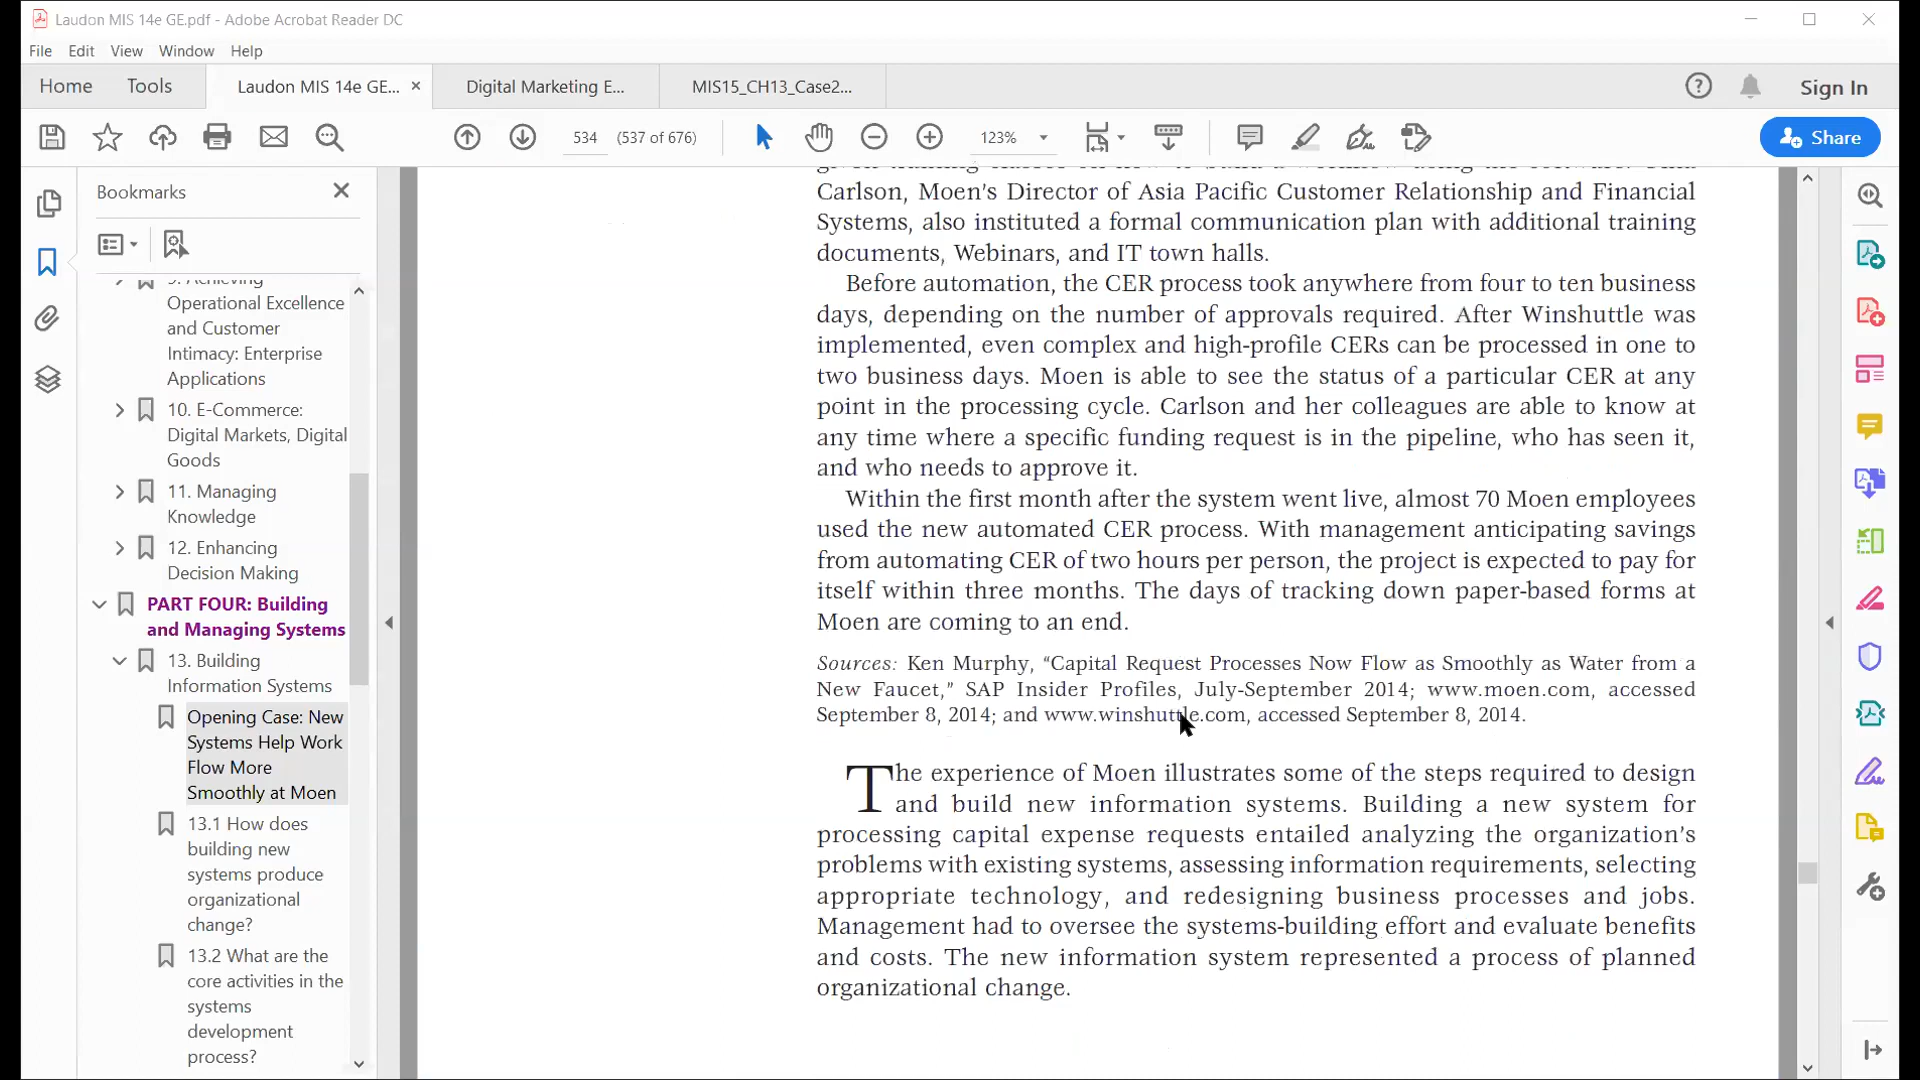 Laudon MIS 14e GE.pdf - Adobe Acrobat Reader DC
File Edit View Window Help
Home Tools Laudon MIS 14e GE... × Digital Marketing E... MIS15_CH13_Case2... Sign In
534 (537 of 676) 123% Share
Bookmarks
9. Achieving
Operational Excellence
and Customer
Intimacy: Enterprise
Applications
10. E-Commerce:
Digital Markets, Digital
Goods
11. Managing
Knowledge
12. Enhancing
Decision Making
PART FOUR: Building
and Managing Systems
13. Building
Information Systems
Opening Case: New
Systems Help Work
Flow More
Smoothly at Moen
13.1 How does
building new
systems produce
organizational
change?
13.2 What are the
core activities in the
systems
development
process?
Carlson, Moen's Director of Asia Pacific Customer Relationship and Financial
Systems, also instituted a formal communication plan with additional training
documents, Webinars, and IT town halls.
Before automation, the CER process took anywhere from four to ten business
days, depending on the number of approvals required. After Winshuttle was
implemented, even complex and high-profile CERs can be processed in one to
two business days. Moen is able to see the status of a particular CER at any
point in the processing cycle. Carlson and her colleagues are able to know at
any time where a specific funding request is in the pipeline, who has seen it,
and who needs to approve it.
Within the first month after the system went live, almost 70 Moen employees
used the new automated CER process. With management anticipating savings
from automating CER of two hours per person, the project is expected to pay for
itself within three months. The days of tracking down paper-based forms at
Moen are coming to an end.
Sources: Ken Murphy, “Capital Request Processes Now Flow as Smoothly as Water from a
New Faucet,” SAP Insider Profiles, July-September 2014; www.moen.com, accessed
September 8, 2014; and www.winshuttle.com, accessed September 8, 2014.
The experience of Moen illustrates some of the steps required to design
and build new information systems. Building a new system for
processing capital expense requests entailed analyzing the organization's
problems with existing systems, assessing information requirements, selecting
appropriate technology, and redesigning business processes and jobs.
Management had to oversee the systems-building effort and evaluate benefits
and costs. The new information system represented a process of planned
organizational change.